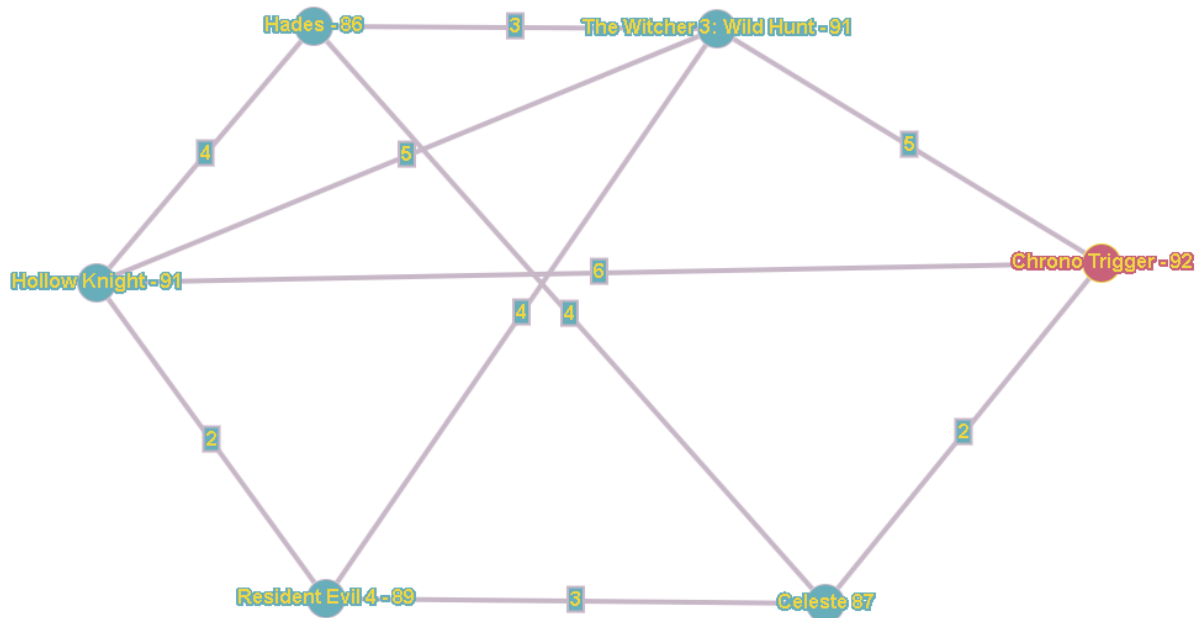 Hades - 86
3
The Witcher 3: Wild Hunt - 91
4
5
5
Hollow Knight - 91
6
Chrono Trigger - 92
4
4
2
2
Resident Evil 4 - 89
3
Celeste 87